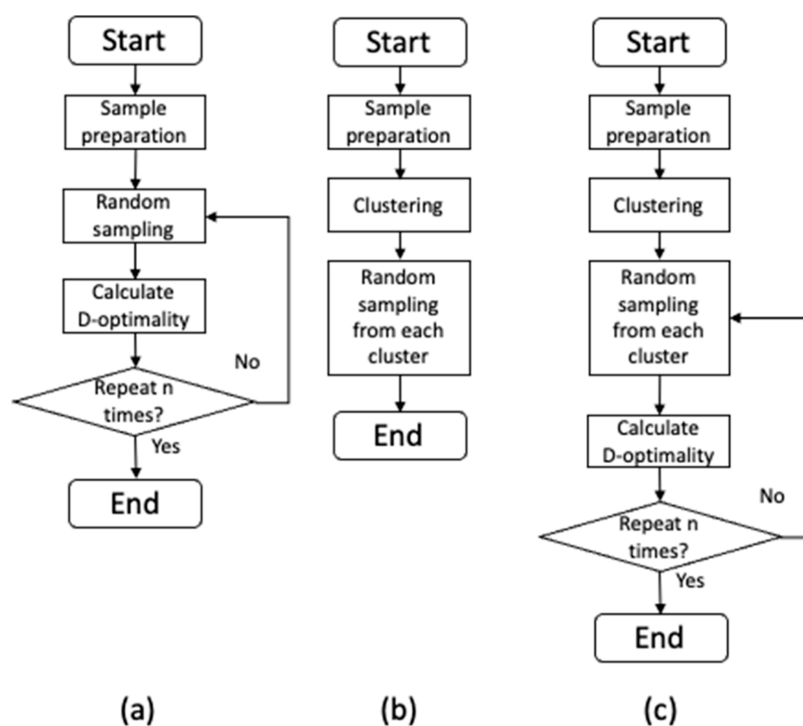 Start
Sample
preparation
Random
sampling
Calculate
D-optimality
No
Repeat n
times?
Yes
End
(a)
Start
Sample
preparation
Clustering
Random
sampling
from each
cluster
End
(b)
Start
Sample
preparation
Clustering
Random
sampling
from each
cluster
Calculate
D-optimality
No
Repeat n
times?
Yes
End
(c)